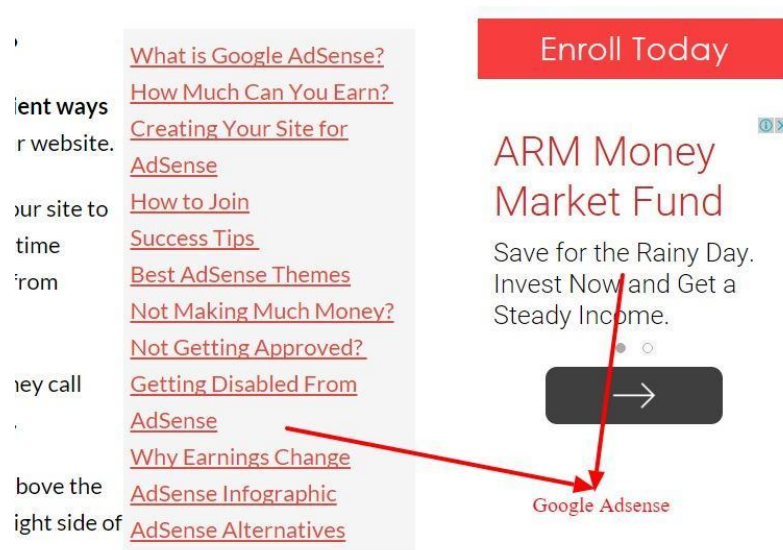 ient ways
r website.
our site to
time
from
hey call
.
bove the
ight side of
What is Google AdSense?
How Much Can You Earn?
Creating Your Site for
AdSense
How to Join
Success Tips
Best AdSense Themes
Not Making Much Money?
Not Getting Approved?
Getting Disabled From
AdSense
Why Earnings Change
AdSense Infographic
AdSense Alternatives
Enroll Today
ARM Money
Market Fund
Save for the Rainy Day.
Invest Now and Get a
Steady Income.
Google Adsense